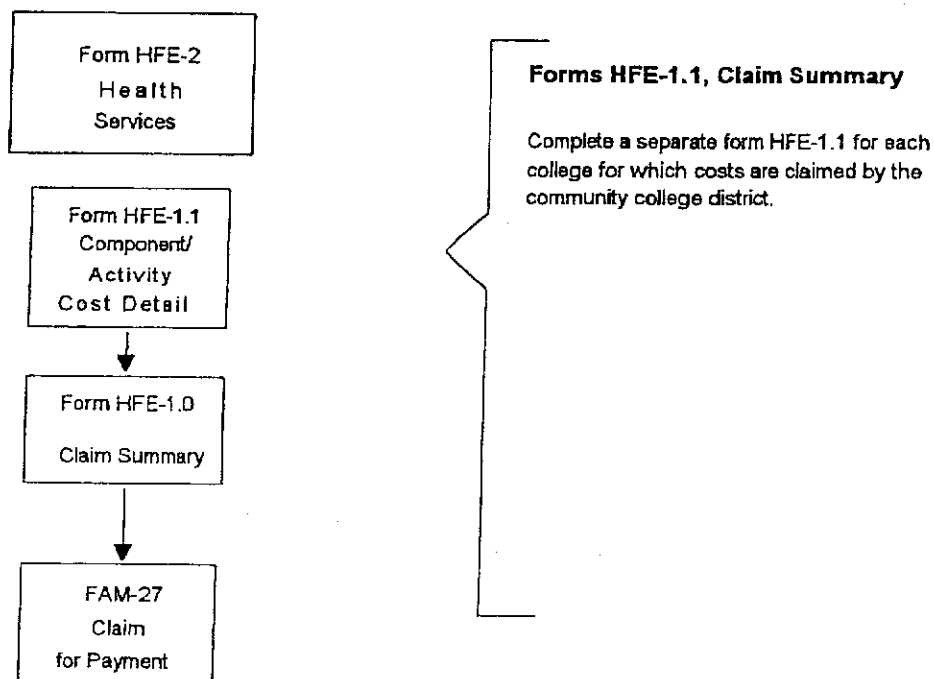 Form HFE-2
Health
Services
Form HFE-1.1
Component/
Activity
Cost Detail
Form HFE-1.0
Claim Summary
FAM-27
Claim
for Payment
Forms HFE-1.1, Claim Summary
Complete a separate form HFE-1.1 for each
college for which costs are claimed by the
community college district.